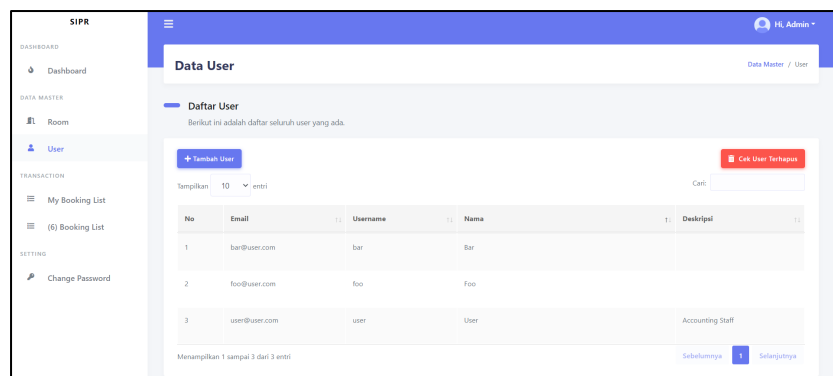 SIPR
Hi, Admin
DASHBOARD
Dashboard
DATA MASTER
Room
User
TRANSACTION
My Booking List
(6) Booking List
SETTING
Change Password
Data User
Data Master / User
Daftar User
Berikut ini adalah daftar seluruh user yang ada.
+ Tambah User
Cek User Terhapus
Tampilkan 10 entri
Cari:
No Email Username Nama Deskripsi
1 bar@user.com bar Bar
2 foo@user.com foo Foo
3 user@user.com user User Accounting Staff
Menampilkan 1 sampai 3 dari 3 entri
Sebelumnya 1 Selanjutnya